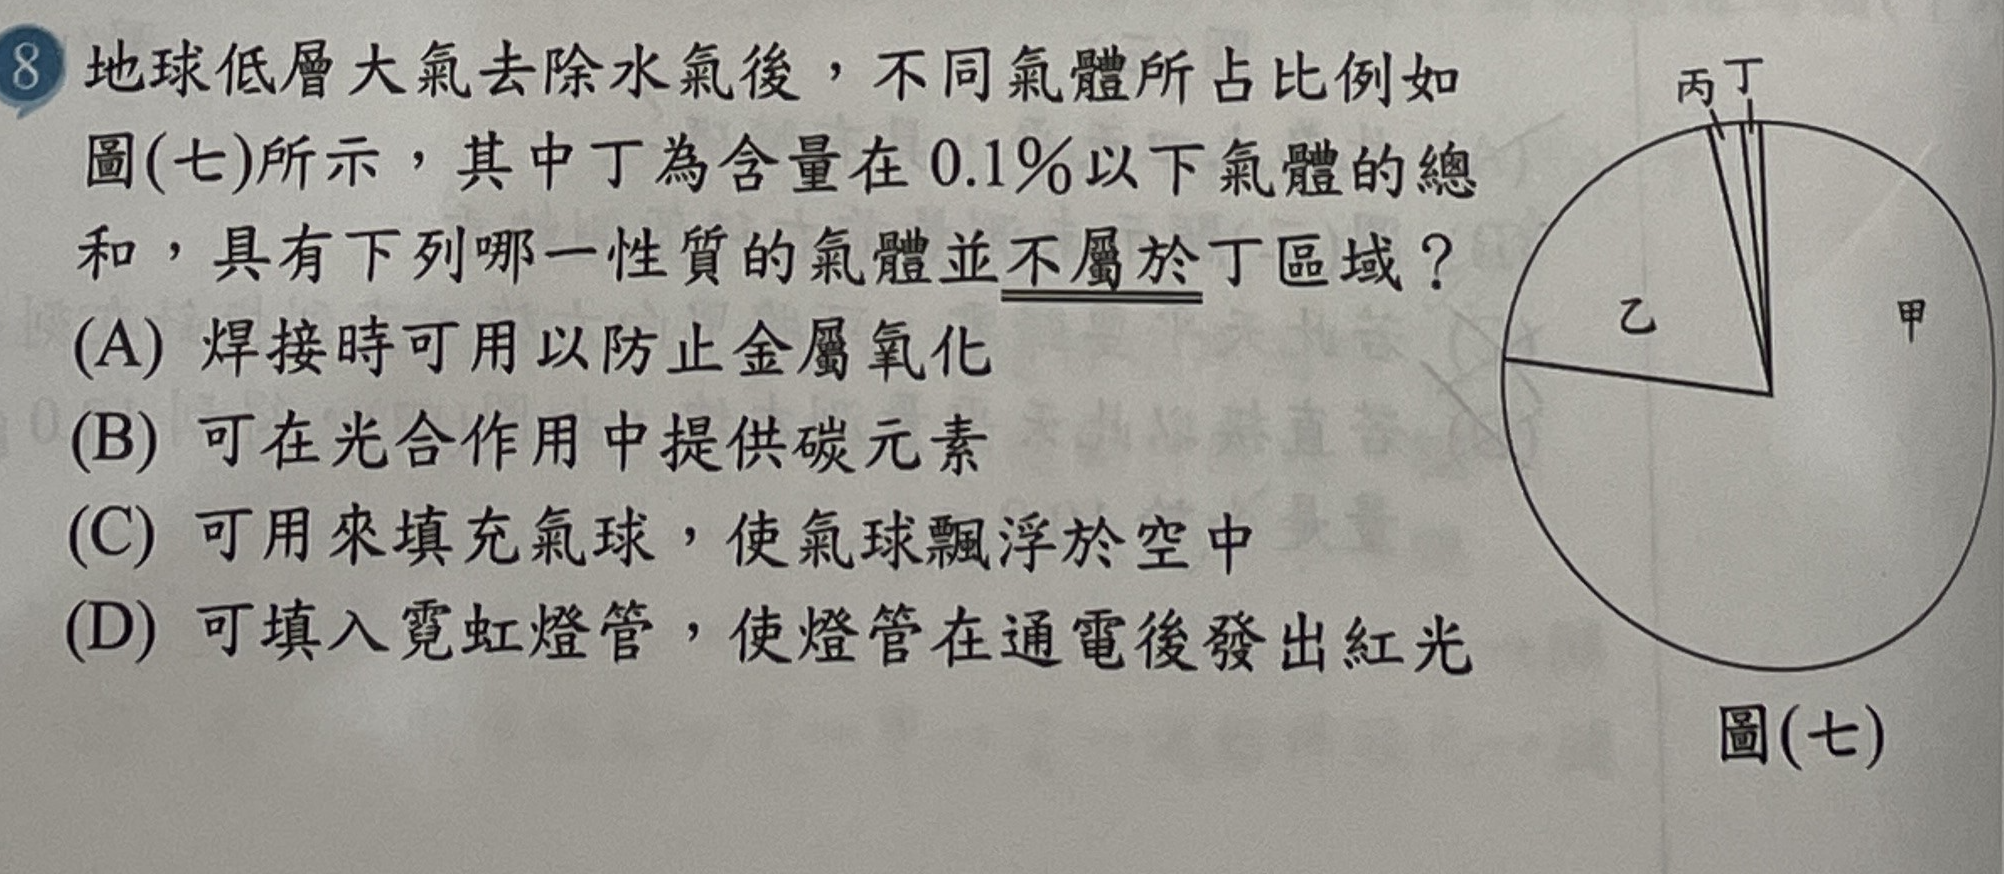 8 地球低層大氣去除水氣後，不同氣體所占比例如
圖(七)所示，其中丁為含量在0.1%以下氣體的總
和，具有下列哪一性質的氣體並不屬於丁區域？
(A) 焊接時可用以防止金屬氧化
(B) 可在光合作用中提供碳元素
(C) 可用來填充氣球，使氣球飄浮於空中
(D) 可填入霓虹燈管，使燈管在通電後發出紅光
丙 丁
乙
甲
圖(七)